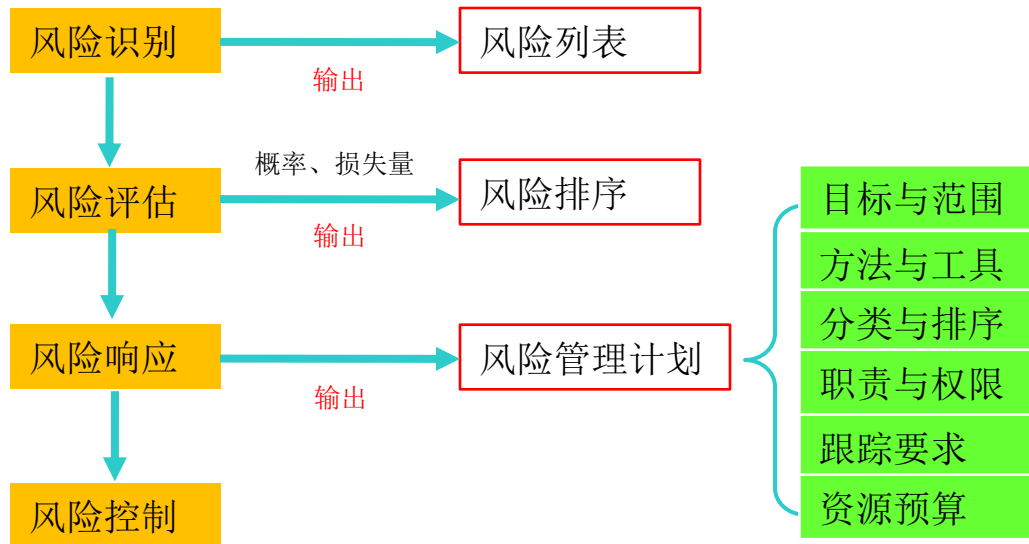 风险识别
输出
风险列表
风险评估
概率、损失量
输出
风险排序
风险响应
输出
风险管理计划
目标与范围
方法与工具
分类与排序
职责与权限
跟踪要求
资源预算
风险控制